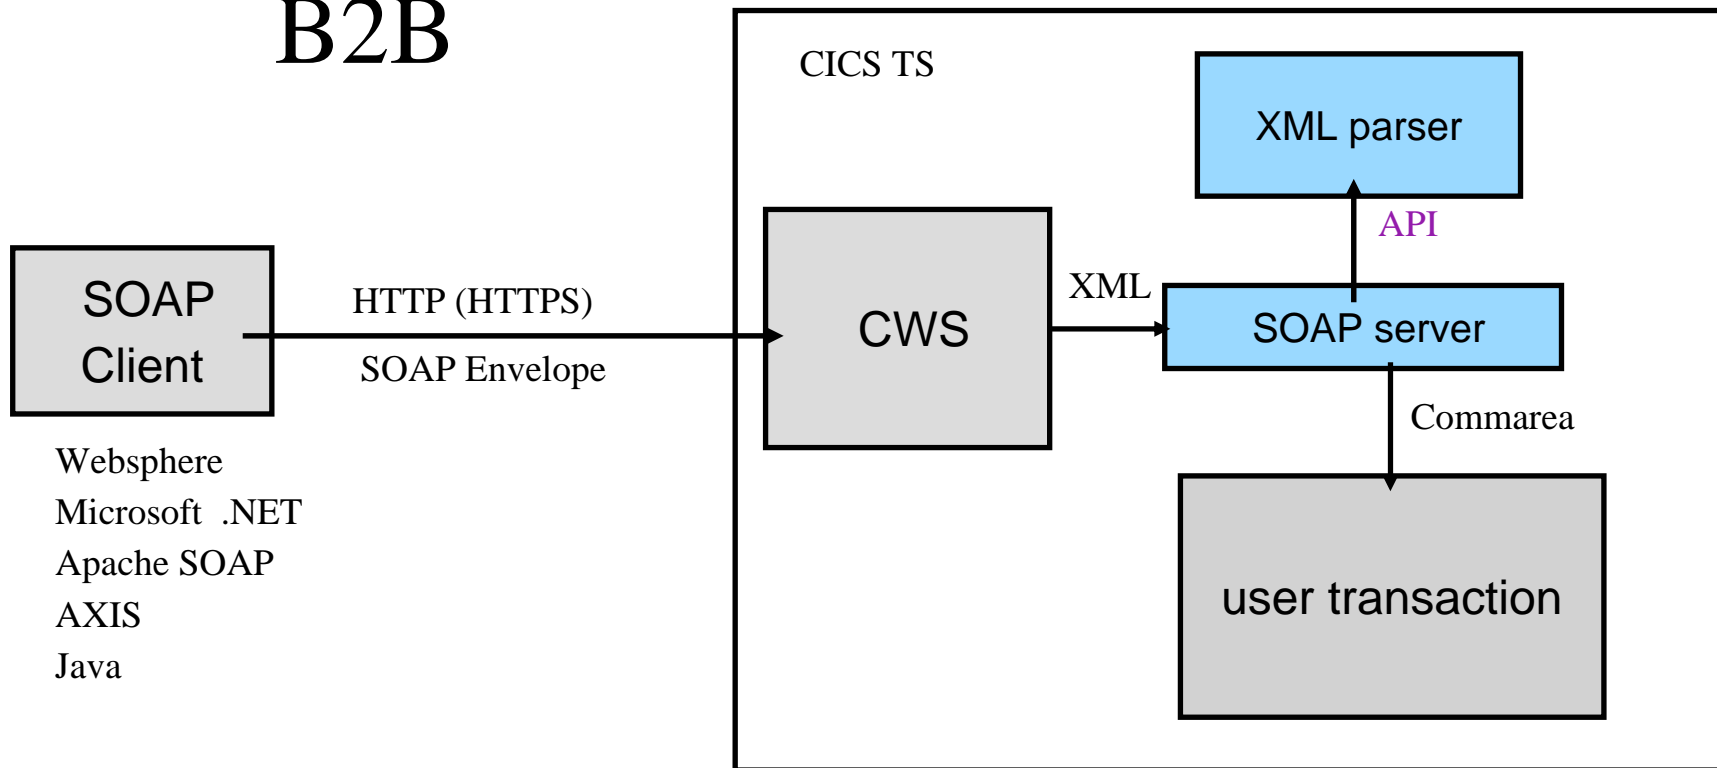 B2B
CICS TS
XML parser
API
SOAP
Client
HTTP (HTTPS)
SOAP Envelope
CWS
XML
SOAP server
Commarea
user transaction
Websphere
Microsoft .NET
Apache SOAP
AXIS
Java